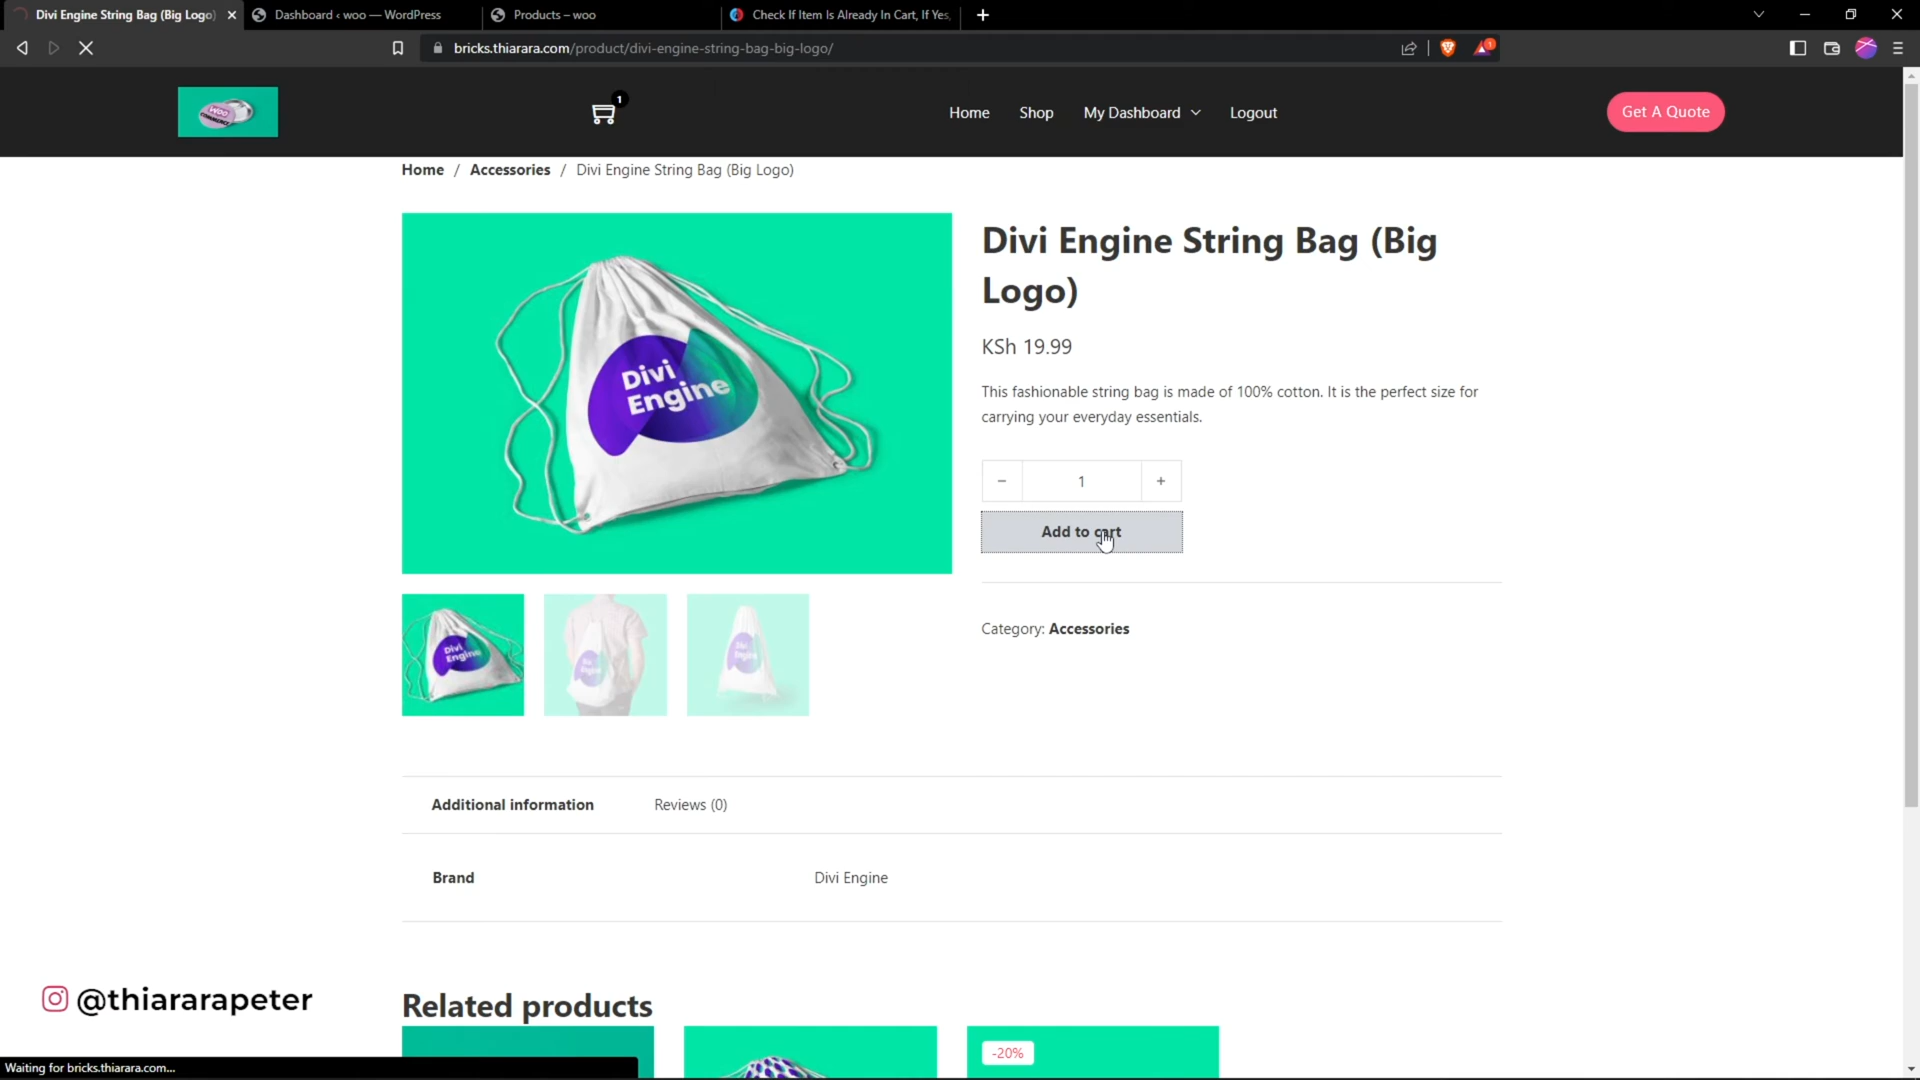 Divi Engine String Bag (Big Logo)
Dashboard ‹ woo — WordPress
Products – woo
Check If Item Is Already In Cart, If Yes,
bricks.thiarara.com/product/divi-engine-string-bag-big-logo/
1
WOO
COMMERCE
1
Home
Shop
My Dashboard
Logout
Get A Quote
Home / Accessories / Divi Engine String Bag (Big Logo)
Divi
Engine
Divi Engine String Bag (Big
Logo)
KSh 19.99
This fashionable string bag is made of 100% cotton. It is the perfect size for
carrying your everyday essentials.
− 1 +
Add to cart
Category: Accessories
Divi
Engine
Additional information
Reviews (0)
Brand
Divi Engine
@thiararapeter
Related products
-20%
Waiting for bricks.thiarara.com...